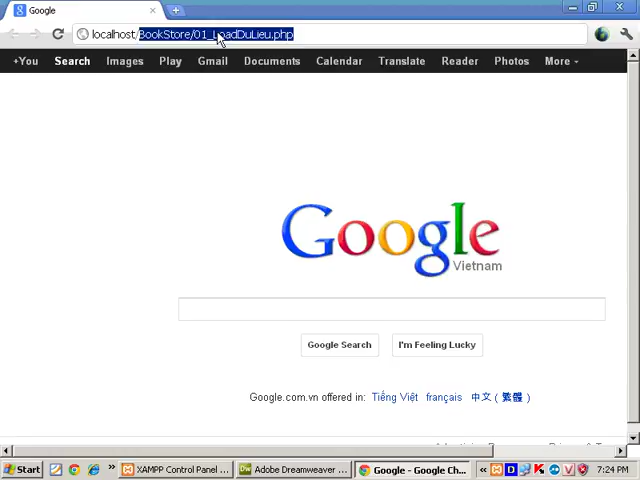 Google
localhost/BookStore/01_LoadDuLieu.php
+You Search Images Play Gmail Documents Calendar Translate Reader Photos More
Google
Vietnam
Google Search I'm Feeling Lucky
Google.com.vn offered in: Tiếng Việt français 中文 (繁體)
Start XAMPP Control Panel ... Adobe Dreamweaver ... Google - Google Ch... 7:24 PM